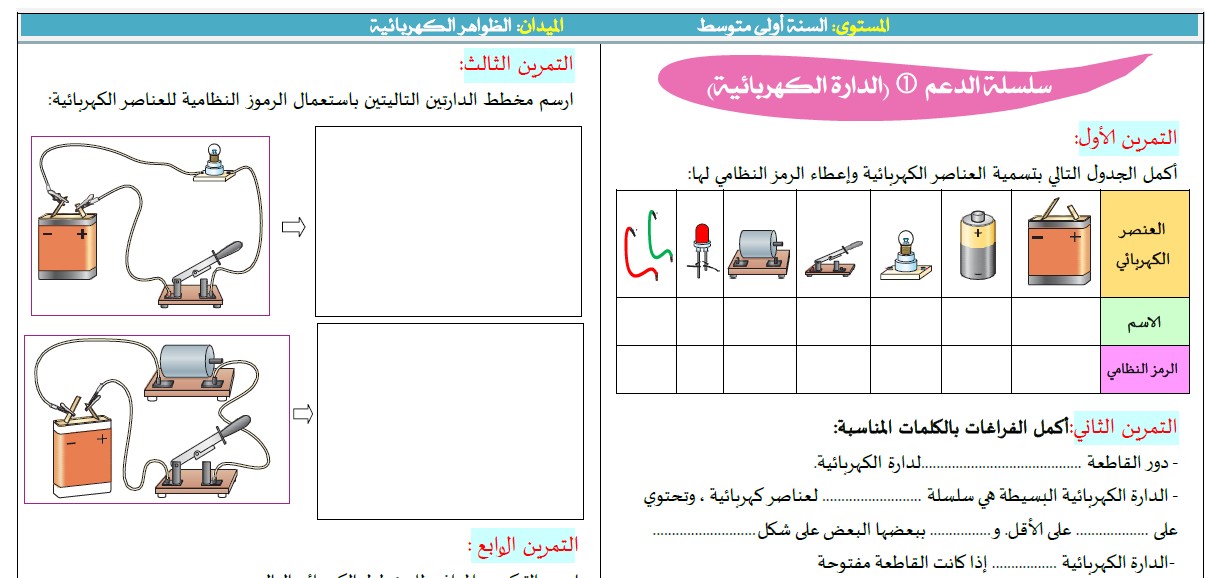 المستوى: السنة أولى متوسط
الميدان: الظواهر الكهربائية
سلسلة الدعم ① (الدارة الكهربائية)
التمرين الأول:
أكمل الجدول التالي بتسمية العناصر الكهربائية وإعطاء الرمز النظامي لها:
العنصر
الكهربائي
- +
+
-
الاسم
الرمز النظامي
التمرين الثاني:أكمل الفراغات بالكلمات المناسبة:
- دور القاطعة ..........................................لدارة الكهربائية.
- الدارة الكهربائية البسيطة هي سلسلة .......................... لعناصر كهربائية ، وتحتوي
على ................... على الأقل. و................ ببعضها البعض على شكل...........................
-الدارة الكهربائية ................. إذا كانت القاطعة مفتوحة
التمرين الثالث:
ارسم مخطط الدارتين التاليتين باستعمال الرموز النظامية للعناصر الكهربائية:
- +
- +
التمرين الرابع :